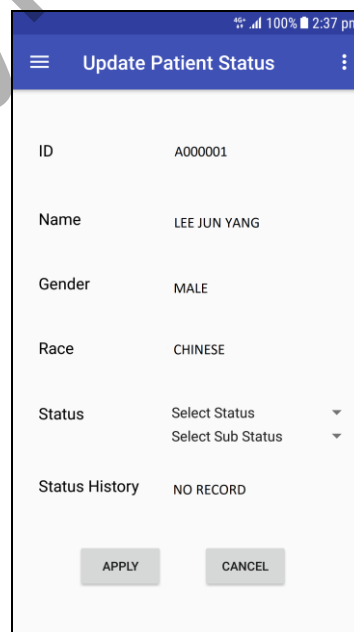 4G+ 100% 2:37 pm
Update Patient Status
ID A000001
Name LEE JUN YANG
Gender MALE
Race CHINESE
Status Select Status
Select Sub Status
Status History NO RECORD
APPLY CANCEL